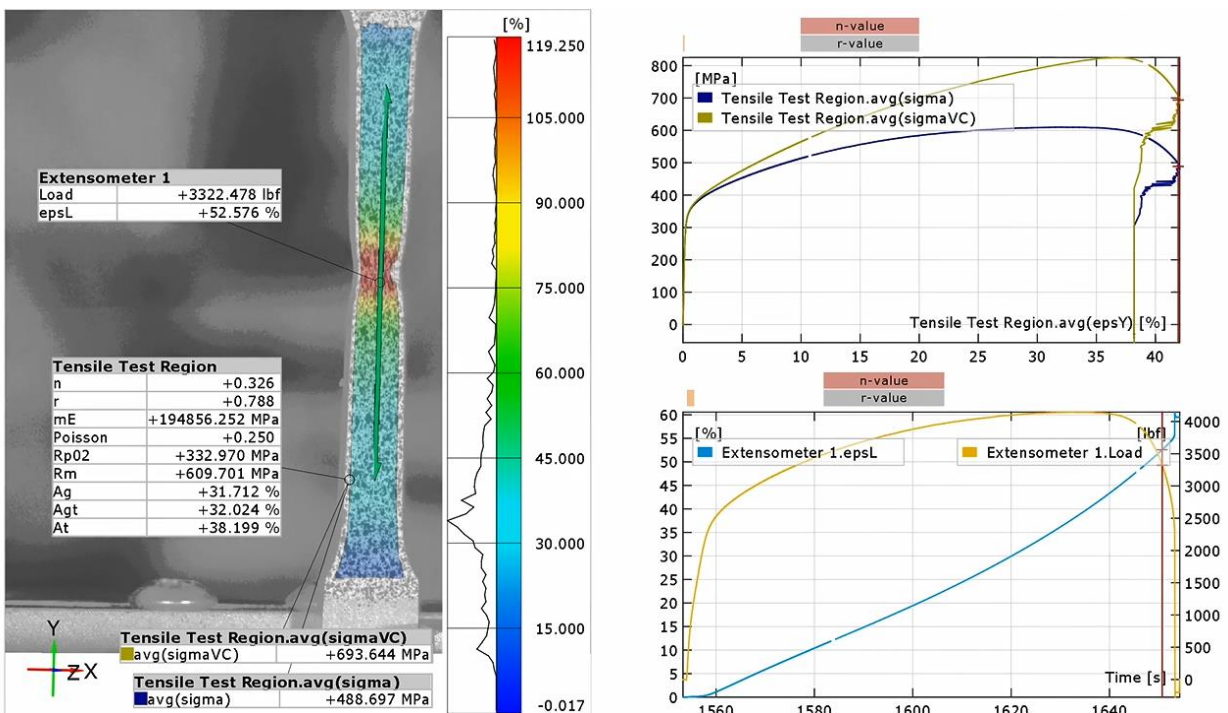 [%]
119.250
105.000
90.000
75.000
60.000
45.000
30.000
15.000
-0.017
Extensometer 1
Load +3322.478 lbf
epsL +52.576 %
Tensile Test Region
n +0.326
r +0.788
mE +194856.252 MPa
Poisson +0.250
Rp02 +332.970 MPa
Rm +609.701 MPa
Ag +31.712 %
Agt +32.024 %
At +38.199 %
Tensile Test Region.avg(sigmaVC)
avg(sigmaVC) +693.644 MPa
Tensile Test Region.avg(sigma)
avg(sigma) +488.697 MPa
Y
Z X
n-value
r-value
[MPa]
Tensile Test Region.avg(sigma)
Tensile Test Region.avg(sigmaVC)
800
700
600
500
400
300
200
100
0
Tensile Test Region.avg(epsY) [%]
0 5 10 15 20 25 30 35 40
n-value
r-value
[%] [lbf]
Extensometer 1.epsL Extensometer 1.Load
60
55
50
45
40
35
30
25
20
15
10
5
0
4000
3500
3000
2500
2000
1500
1000
500
0
Time [s]
1560 1580 1600 1620 1640